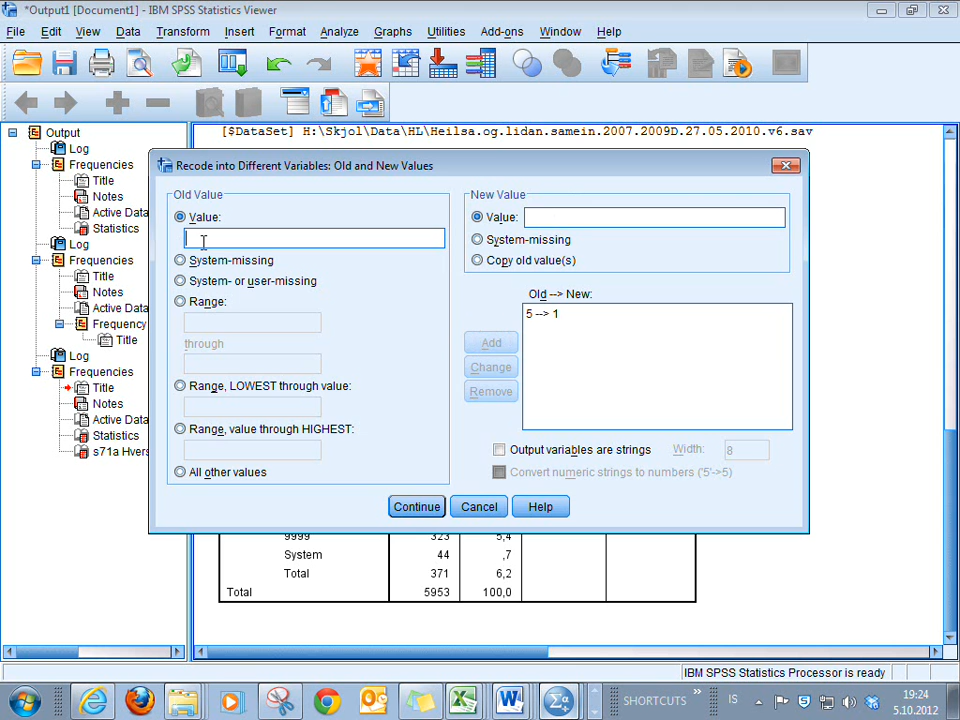 *Output1 [Document1] - IBM SPSS Statistics Viewer
File Edit View Data Transform Insert Format Analyze Graphs Utilities Add-ons Window Help
Output
Log
Frequencies
Title
Notes
Active Data
Statistics
Log
Frequencies
Title
Notes
Active Data
Frequency
Title
Log
Frequencies
Title
Notes
Active Data
Statistics
s71a Hvers
[$DataSet] H:\Skjol\Data\HL\Heilsa.og.lidan.samein.2007.2009D.27.05.2010.v6.sav
Recode into Different Variables: Old and New Values
Old Value
Value:
System-missing
System- or user-missing
Range:
through
Range, LOWEST through value:
Range, value through HIGHEST:
All other values
New Value
Value:
System-missing
Copy old value(s)
Old --> New:
5 --> 1
Add
Change
Remove
Output variables are strings Width: 8
Convert numeric strings to numbers ('5'->5)
Continue Cancel Help
9999 323 5,4
System 44 ,7
Total 371 6,2
Total 5953 100,0
IBM SPSS Statistics Processor is ready
SHORTCUTS » IS 19:24
5.10.2012